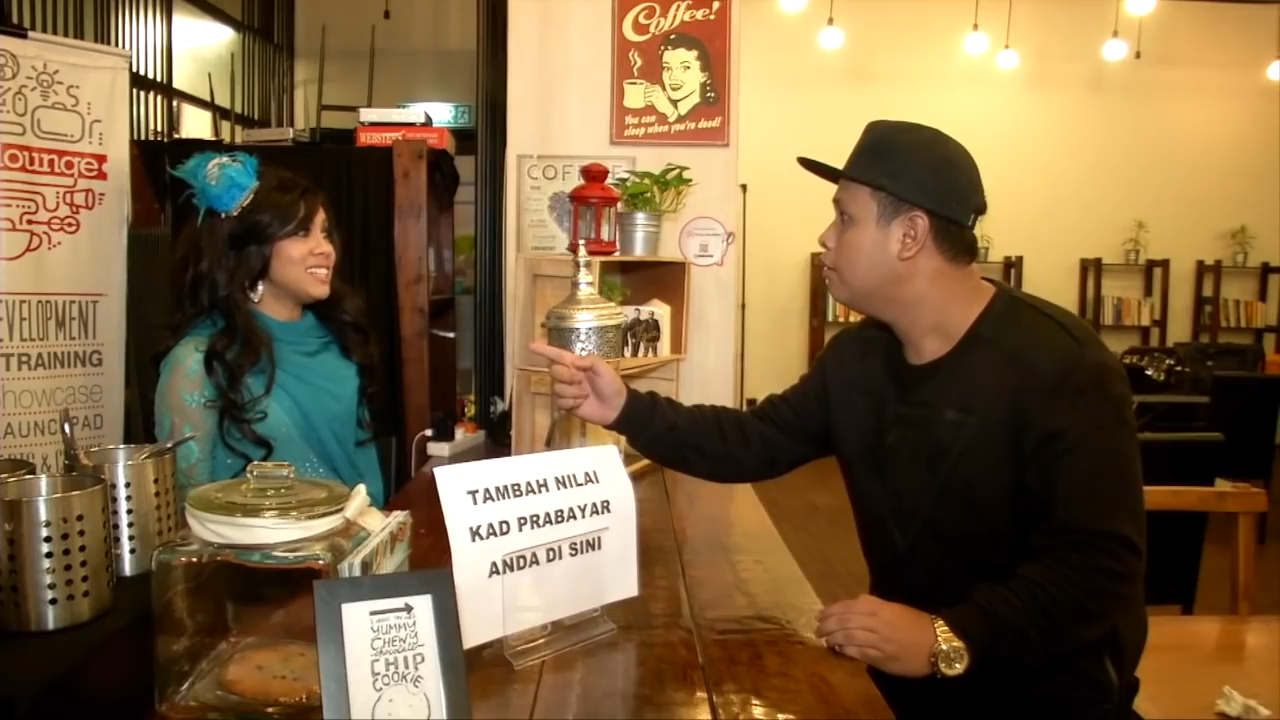 Coffee!
You can
sleep when you're dead!
WEBSTER'S
COFFEE
lounge
EVELOPMENT
TRAINING
howcase
AUNCHPAD
TAMBAH NILAI
KAD PRABAYAR
ANDA DI SINI
YUMMY
CHEWY
chocolate
CHIP
COOKIE